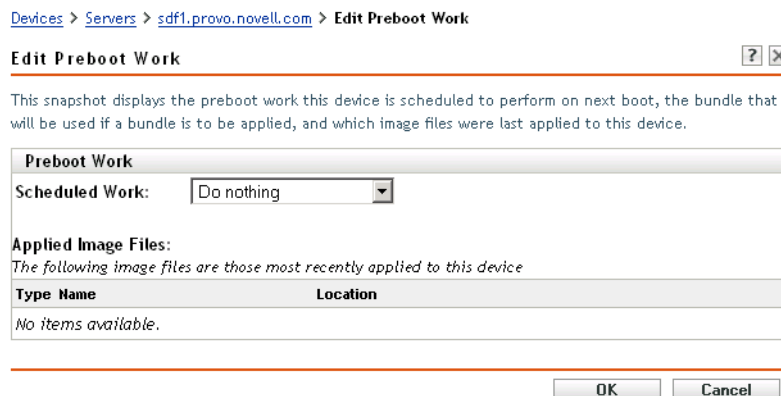 Devices > Servers > sdf1.provo.novell.com > Edit Preboot Work
Edit Preboot Work
?
This snapshot displays the preboot work this device is scheduled to perform on next boot, the bundle that
will be used if a bundle is to be applied, and which image files were last applied to this device.
Preboot Work
Scheduled Work: Do nothing
Applied Image Files:
The following image files are those most recently applied to this device
Type Name Location
No items available.
OK Cancel